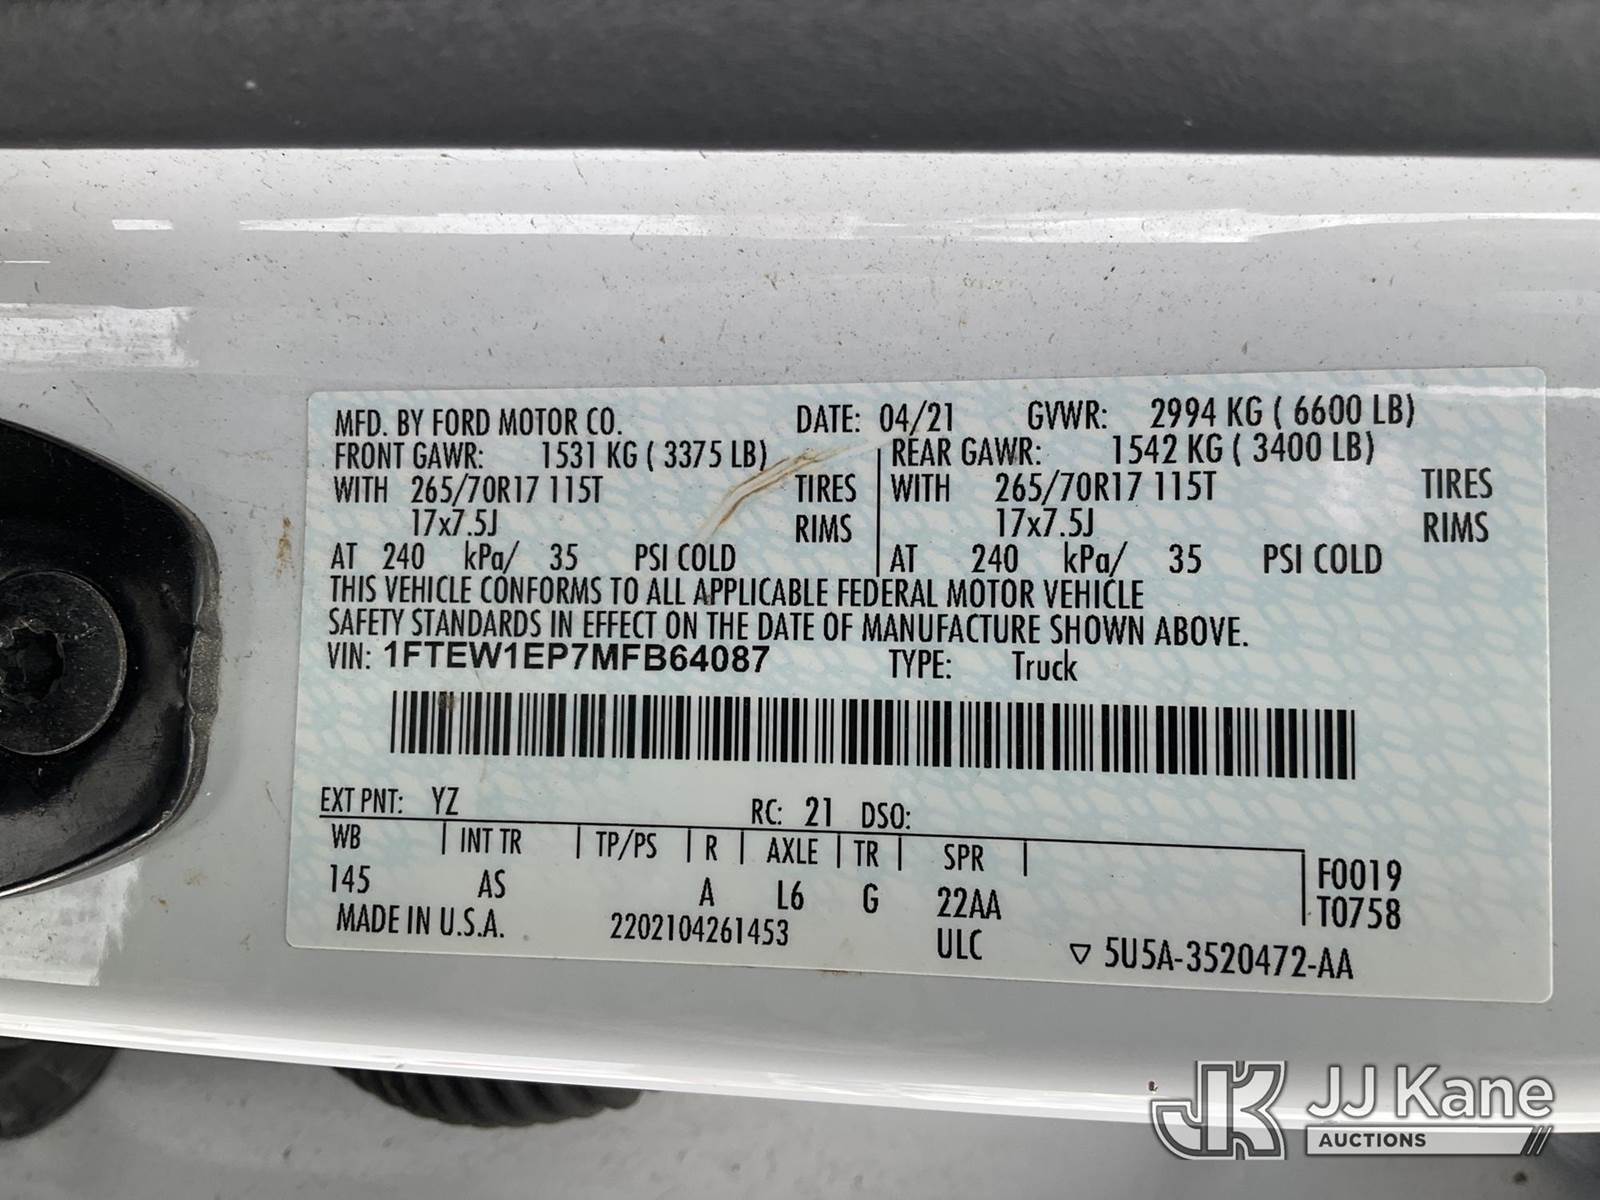 MFD. BY FORD MOTOR CO. DATE: 04/21 GVWR: 2994 KG ( 6600 LB)
FRONT GAWR: 1531 KG ( 3375 LB) REAR GAWR: 1542 KG ( 3400 LB)
WITH 265/70R17 115T TIRES WITH 265/70R17 115T TIRES
17x7.5J RIMS 17x7.5J RIMS
AT 240 kPa/ 35 PSI COLD AT 240 kPa/ 35 PSI COLD
THIS VEHICLE CONFORMS TO ALL APPLICABLE FEDERAL MOTOR VEHICLE
SAFETY STANDARDS IN EFFECT ON THE DATE OF MANUFACTURE SHOWN ABOVE.
VIN: 1FTEW1EP7MFB64087 TYPE: Truck
EXT PNT: YZ RC: 21 DSO:
WB INT TR TP/PS R AXLE TR SPR
145 AS A L6 G 22AA F0019
T0758
MADE IN U.S.A. 2202104261453 ULC 5U5A-3520472-AA
JK JJ Kane
AUCTIONS